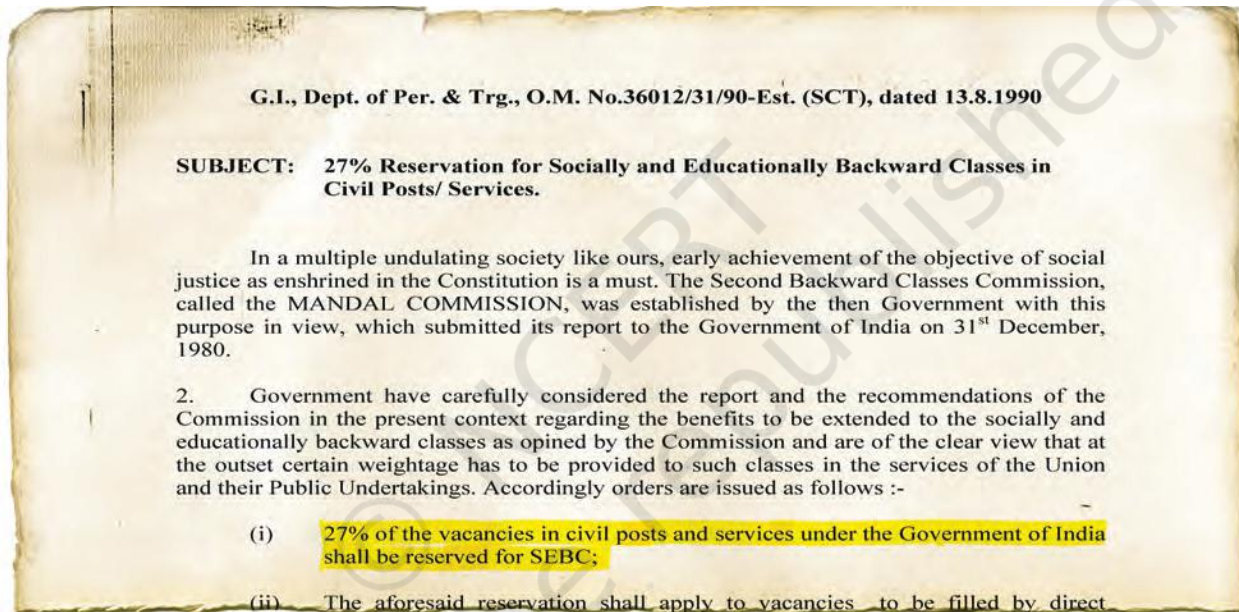 G.I., Dept. of Per. & Trg., O.M. No.36012/31/90-Est. (SCT), dated 13.8.1990
SUBJECT: 27% Reservation for Socially and Educationally Backward Classes in
Civil Posts/ Services.
In a multiple undulating society like ours, early achievement of the objective of social
justice as enshrined in the Constitution is a must. The Second Backward Classes Commission,
called the MANDAL COMMISSION, was established by the then Government with this
purpose in view, which submitted its report to the Government of India on 31st December,
1980.
2. Government have carefully considered the report and the recommendations of the
Commission in the present context regarding the benefits to be extended to the socially and
educationally backward classes as opined by the Commission and are of the clear view that at
the outset certain weightage has to be provided to such classes in the services of the Union
and their Public Undertakings. Accordingly orders are issued as follows :-
(i) 27% of the vacancies in civil posts and services under the Government of India
shall be reserved for SEBC;
(ii) The aforesaid reservation shall apply to vacancies to be filled by direct
© NCERT
republished